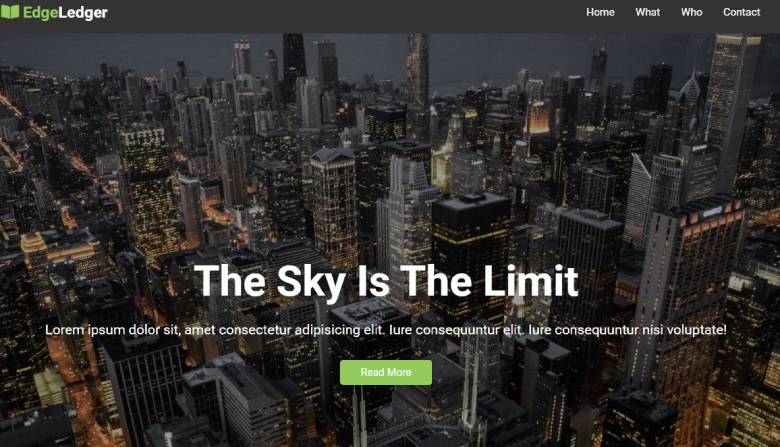 EdgeLedger
Home What Who Contact
The Sky Is The Limit
Lorem ipsum dolor sit, amet consectetur adipisicing elit. Iure consequuntur elit. Iure consequuntur nisi voluptate!
Read More